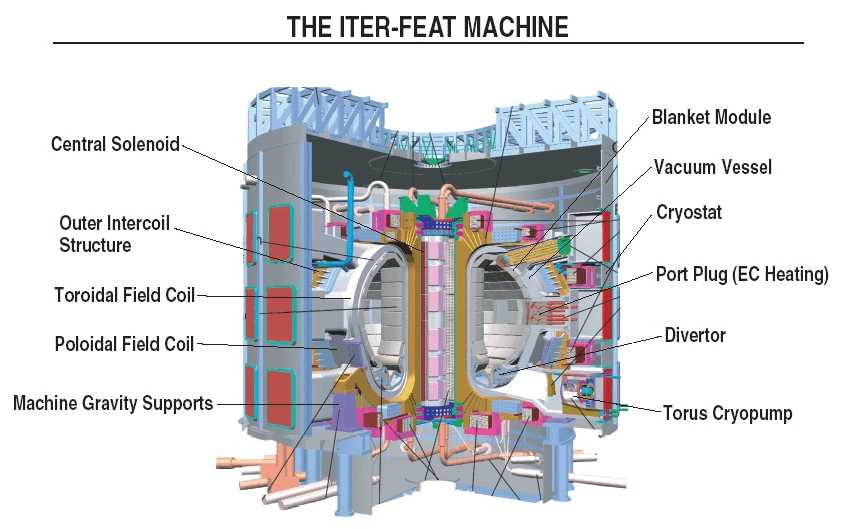 THE ITER-FEAT MACHINE
Central Solenoid
Outer Intercoil
Structure
Toroidal Field Coil
Poloidal Field Coil
Machine Gravity Supports
Blanket Module
Vacuum Vessel
Cryostat
Port Plug (EC Heating)
Divertor
Torus Cryopump